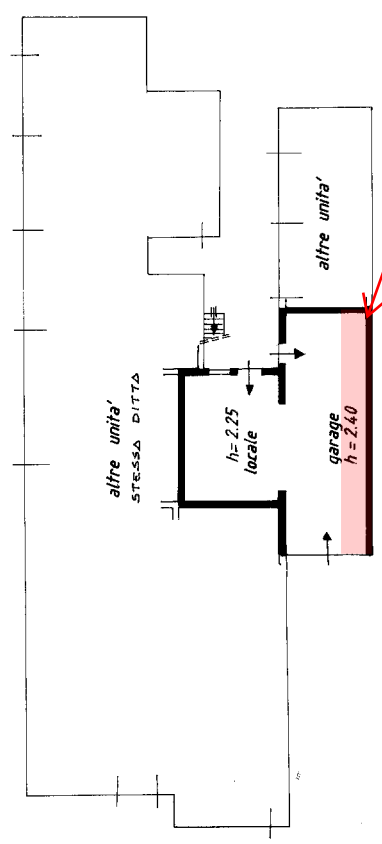 altre unita'
altre unita'
STESSA DITTA
h= 2.25
locale
garage
h = 2.40